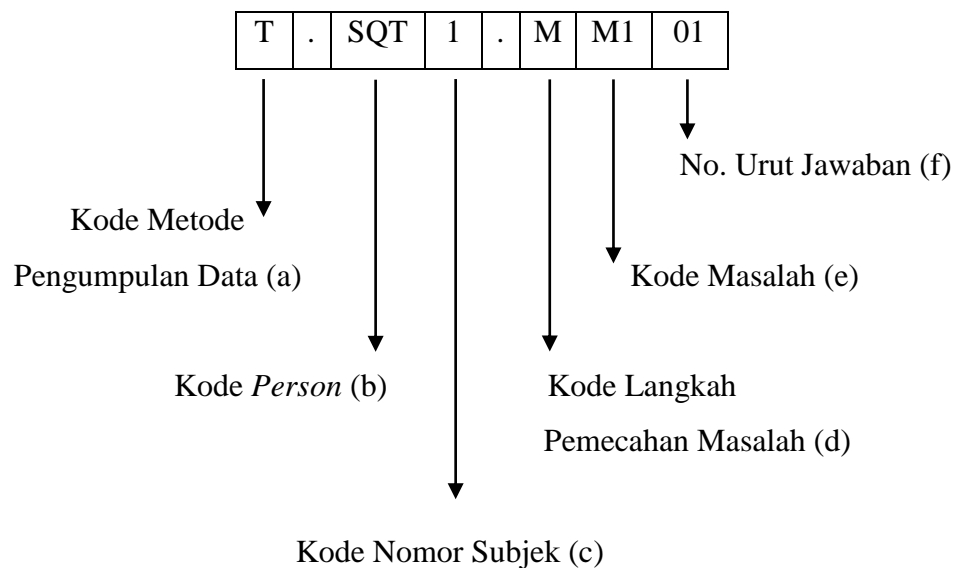 T . SQT 1 . M M1 01
No. Urut Jawaban (f)
Kode Metode
Pengumpulan Data (a)
Kode Masalah (e)
Kode Person (b)
Kode Langkah
Pemecahan Masalah (d)
Kode Nomor Subjek (c)